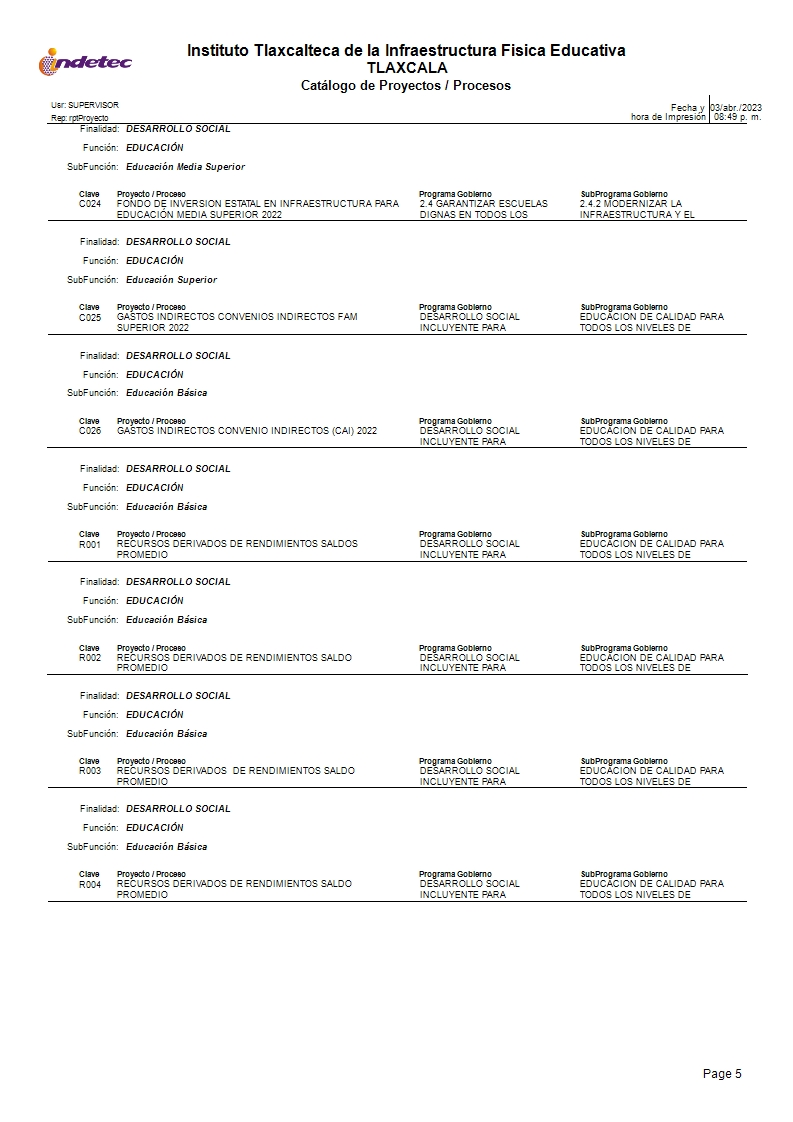 Instituto Tlaxcalteca de la Infraestructura Fisica Educativa
indetec
TLAXCALA
Catálogo de Proyectos / Procesos
Usr: SUPERVISOR
Fecha y 03/abr./2023
Rep: rptProyecto
hora de Impresión 08:49 p. m.
Finalidad: DESARROLLO SOCIAL
Función: EDUCACIÓN
SubFunción: Educación Media Superior
Clave Proyecto / Proceso Programa Gobierno SubPrograma Gobierno
C024 FONDO DE INVERSION ESTATAL EN INFRAESTRUCTURA PARA 2.4 GARANTIZAR ESCUELAS 2.4.2 MODERNIZAR LA
EDUCACIÓN MEDIA SUPERIOR 2022 DIGNAS EN TODOS LOS INFRAESTRUCTURA Y EL
Finalidad: DESARROLLO SOCIAL
Función: EDUCACIÓN
SubFunción: Educación Superior
Clave Proyecto / Proceso Programa Gobierno SubPrograma Gobierno
C025 GASTOS INDIRECTOS CONVENIOS INDIRECTOS FAM DESARROLLO SOCIAL EDUCACION DE CALIDAD PARA
SUPERIOR 2022 INCLUYENTE PARA TODOS LOS NIVELES DE
Finalidad: DESARROLLO SOCIAL
Función: EDUCACIÓN
SubFunción: Educación Básica
Clave Proyecto / Proceso Programa Gobierno SubPrograma Gobierno
C026 GASTOS INDIRECTOS CONVENIO INDIRECTOS (CAI) 2022 DESARROLLO SOCIAL EDUCACION DE CALIDAD PARA
INCLUYENTE PARA TODOS LOS NIVELES DE
Finalidad: DESARROLLO SOCIAL
Función: EDUCACIÓN
SubFunción: Educación Básica
Clave Proyecto / Proceso Programa Gobierno SubPrograma Gobierno
R001 RECURSOS DERIVADOS DE RENDIMIENTOS SALDOS DESARROLLO SOCIAL EDUCACION DE CALIDAD PARA
PROMEDIO INCLUYENTE PARA TODOS LOS NIVELES DE
Finalidad: DESARROLLO SOCIAL
Función: EDUCACIÓN
SubFunción: Educación Básica
Clave Proyecto / Proceso Programa Gobierno SubPrograma Gobierno
R002 RECURSOS DERIVADOS DE RENDIMIENTOS SALDO DESARROLLO SOCIAL EDUCACION DE CALIDAD PARA
PROMEDIO INCLUYENTE PARA TODOS LOS NIVELES DE
Finalidad: DESARROLLO SOCIAL
Función: EDUCACIÓN
SubFunción: Educación Básica
Clave Proyecto / Proceso Programa Gobierno SubPrograma Gobierno
R003 RECURSOS DERIVADOS DE RENDIMIENTOS SALDO DESARROLLO SOCIAL EDUCACION DE CALIDAD PARA
PROMEDIO INCLUYENTE PARA TODOS LOS NIVELES DE
Finalidad: DESARROLLO SOCIAL
Función: EDUCACIÓN
SubFunción: Educación Básica
Clave Proyecto / Proceso Programa Gobierno SubPrograma Gobierno
R004 RECURSOS DERIVADOS DE RENDIMIENTOS SALDO DESARROLLO SOCIAL EDUCACION DE CALIDAD PARA
PROMEDIO INCLUYENTE PARA TODOS LOS NIVELES DE
Page 5